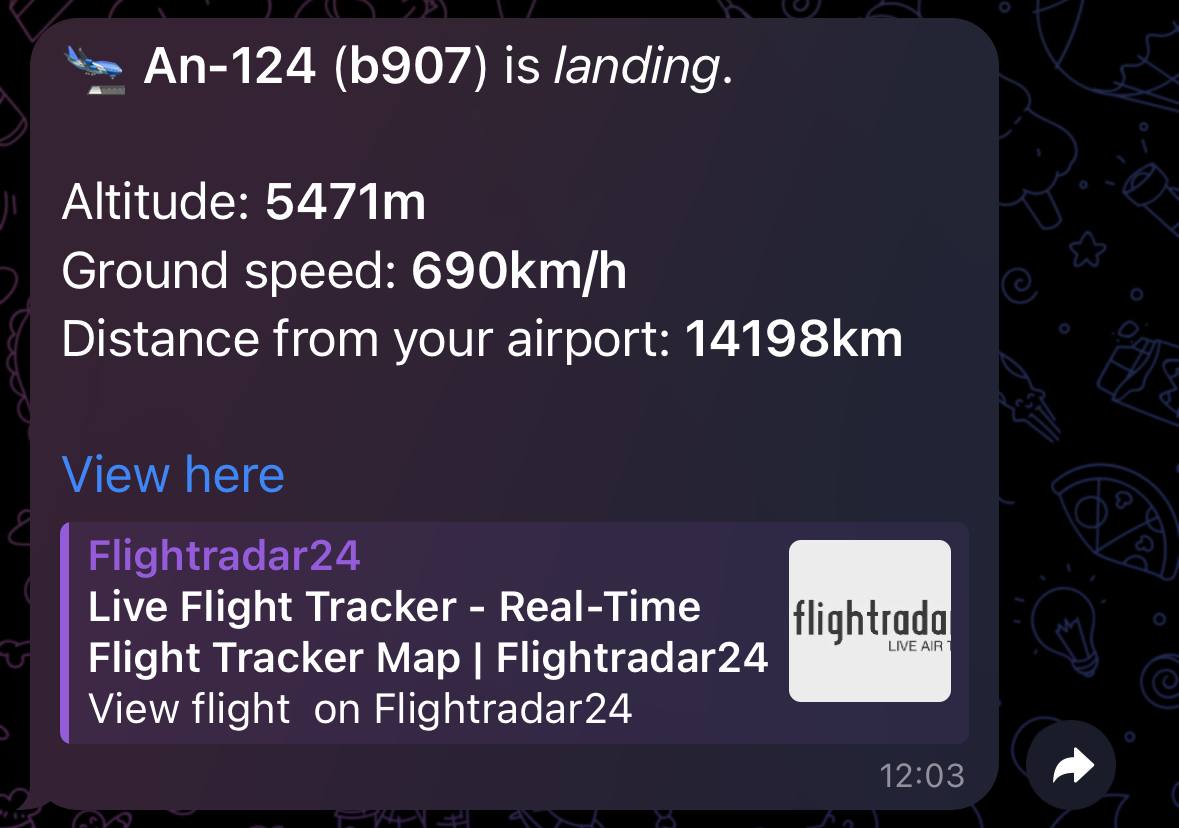 An-124 (b907) is landing.
Altitude: 5471m
Ground speed: 690km/h
Distance from your airport: 14198km
View here
Flightradar24
Live Flight Tracker - Real-Time
Flight Tracker Map | Flightradar24
View flight  on Flightradar24
flightrada
LIVE AIR T
12:03